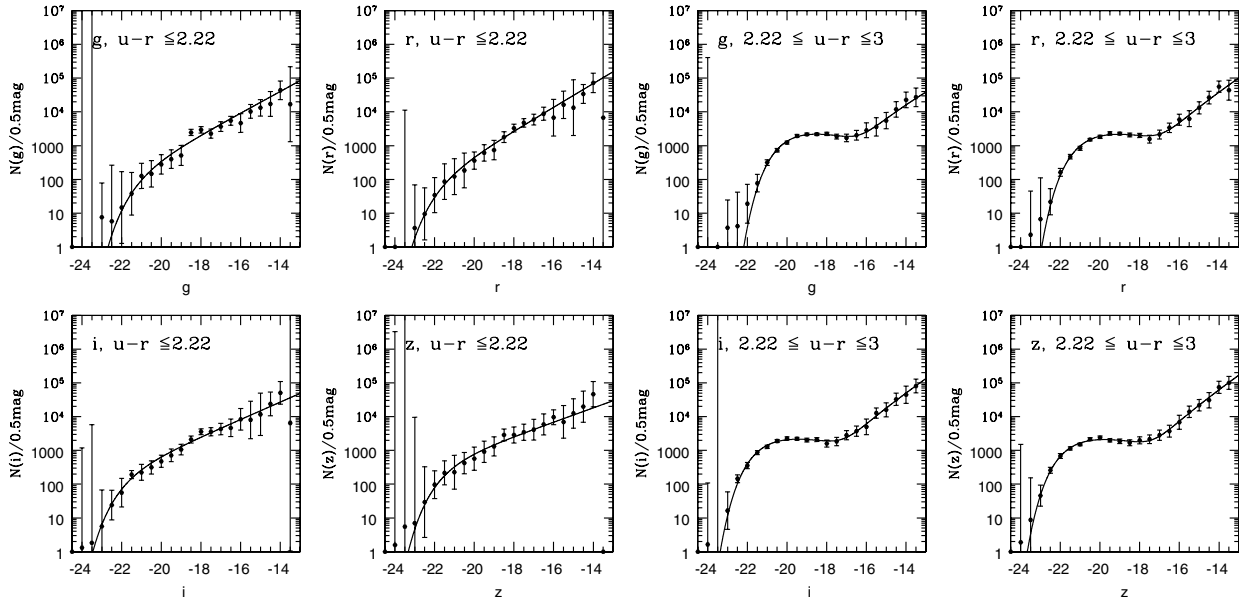 g, u−r ≦2.22
N(g)/0.5mag
10⁷
10⁶
10⁵
10⁴
1000
100
10
1
-24 -22 -20 -18 -16 -14
g
r, u−r ≦2.22
N(r)/0.5mag
10⁷
10⁶
10⁵
10⁴
1000
100
10
1
-24 -22 -20 -18 -16 -14
r
g, 2.22 ≦ u−r ≦3
N(g)/0.5mag
10⁷
10⁶
10⁵
10⁴
1000
100
10
1
-24 -22 -20 -18 -16 -14
g
r, 2.22 ≦ u−r ≦3
N(r)/0.5mag
10⁷
10⁶
10⁵
10⁴
1000
100
10
1
-24 -22 -20 -18 -16 -14
r
i, u−r ≦2.22
N(i)/0.5mag
10⁷
10⁶
10⁵
10⁴
1000
100
10
1
-24 -22 -20 -18 -16 -14
i
z, u−r ≦2.22
N(z)/0.5mag
10⁷
10⁶
10⁵
10⁴
1000
100
10
1
-24 -22 -20 -18 -16 -14
z
i, 2.22 ≦ u−r ≦3
N(i)/0.5mag
10⁷
10⁶
10⁵
10⁴
1000
100
10
1
-24 -22 -20 -18 -16 -14
i
z, 2.22 ≦ u−r ≦3
N(z)/0.5mag
10⁷
10⁶
10⁵
10⁴
1000
100
10
1
-24 -22 -20 -18 -16 -14
z